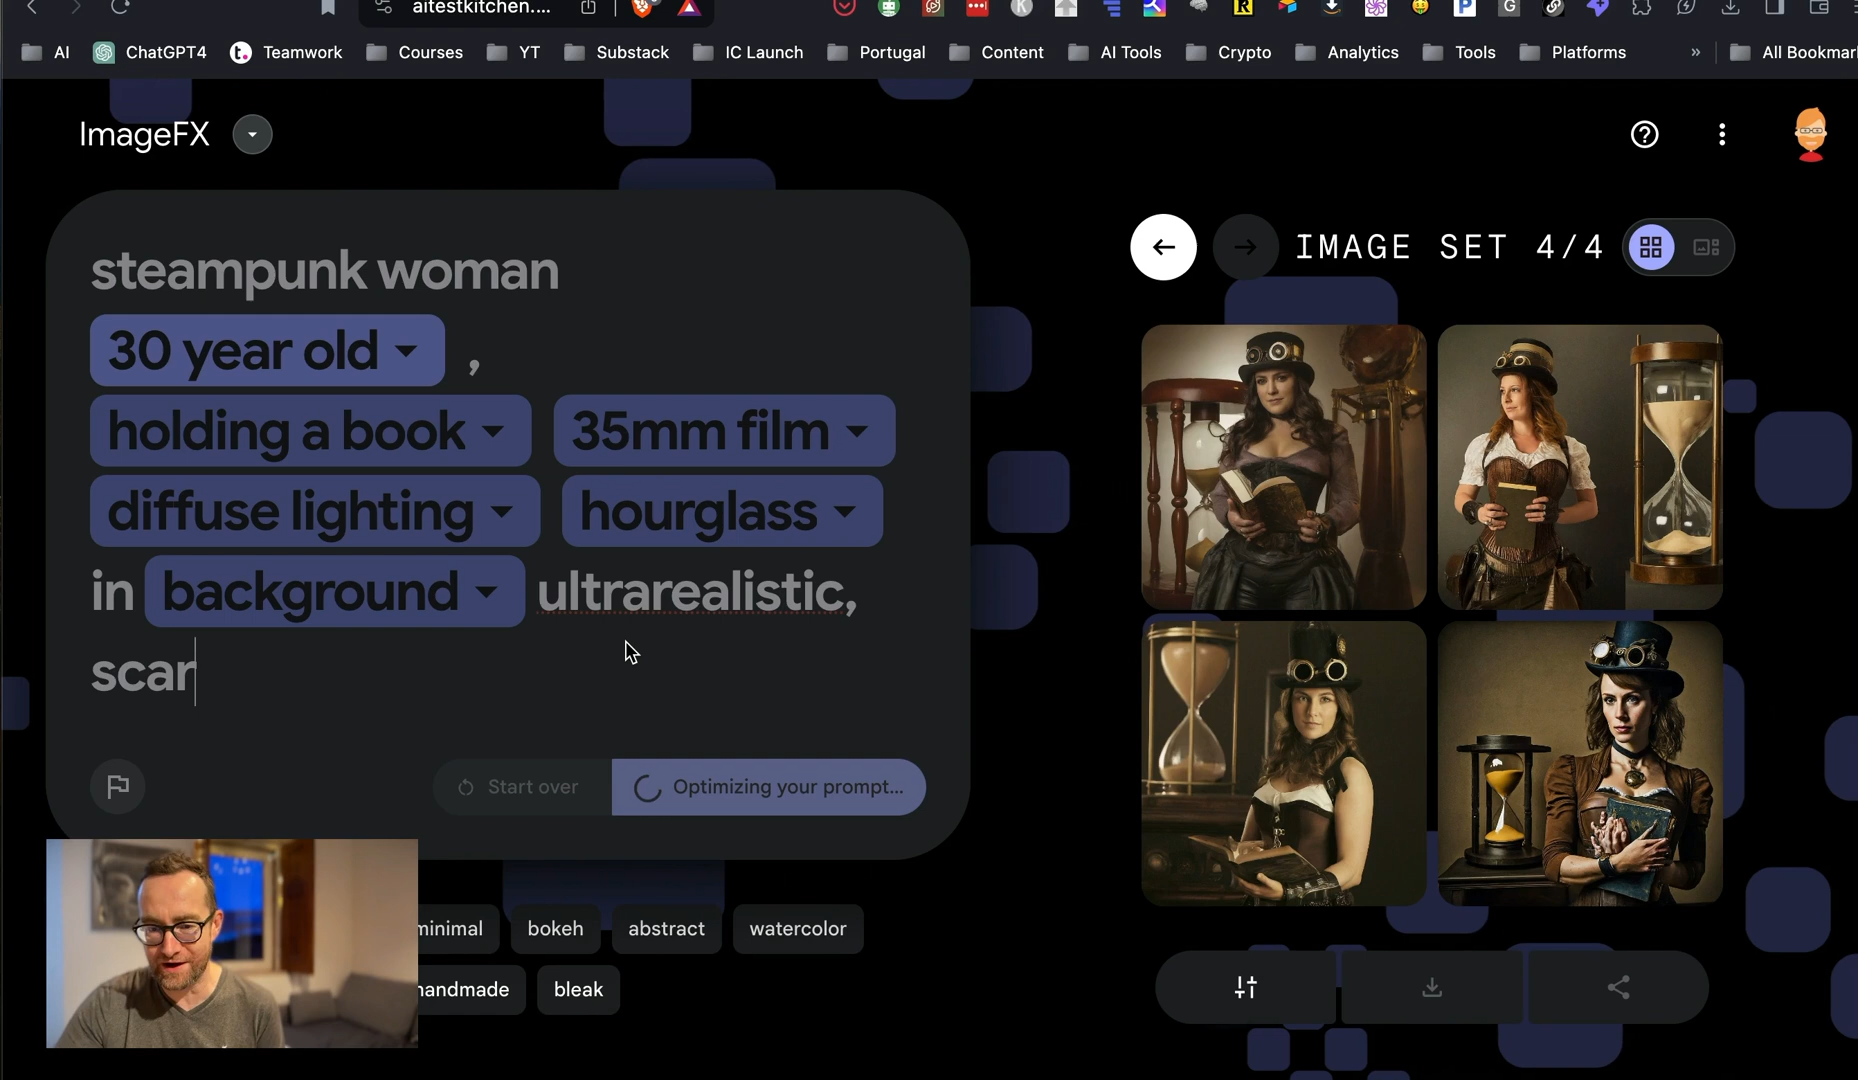 aitestkitchen....
AI ChatGPT4 Teamwork Courses YT Substack IC Launch Portugal Content AI Tools Crypto Analytics Tools Platforms » All Bookmar
ImageFX
IMAGE SET 4/4
steampunk woman
30 year old ,
holding a book 35mm film
diffuse lighting hourglass
in background ultrarealistic,
scar
Start over Optimizing your prompt...
minimal bokeh abstract watercolor
handmade bleak